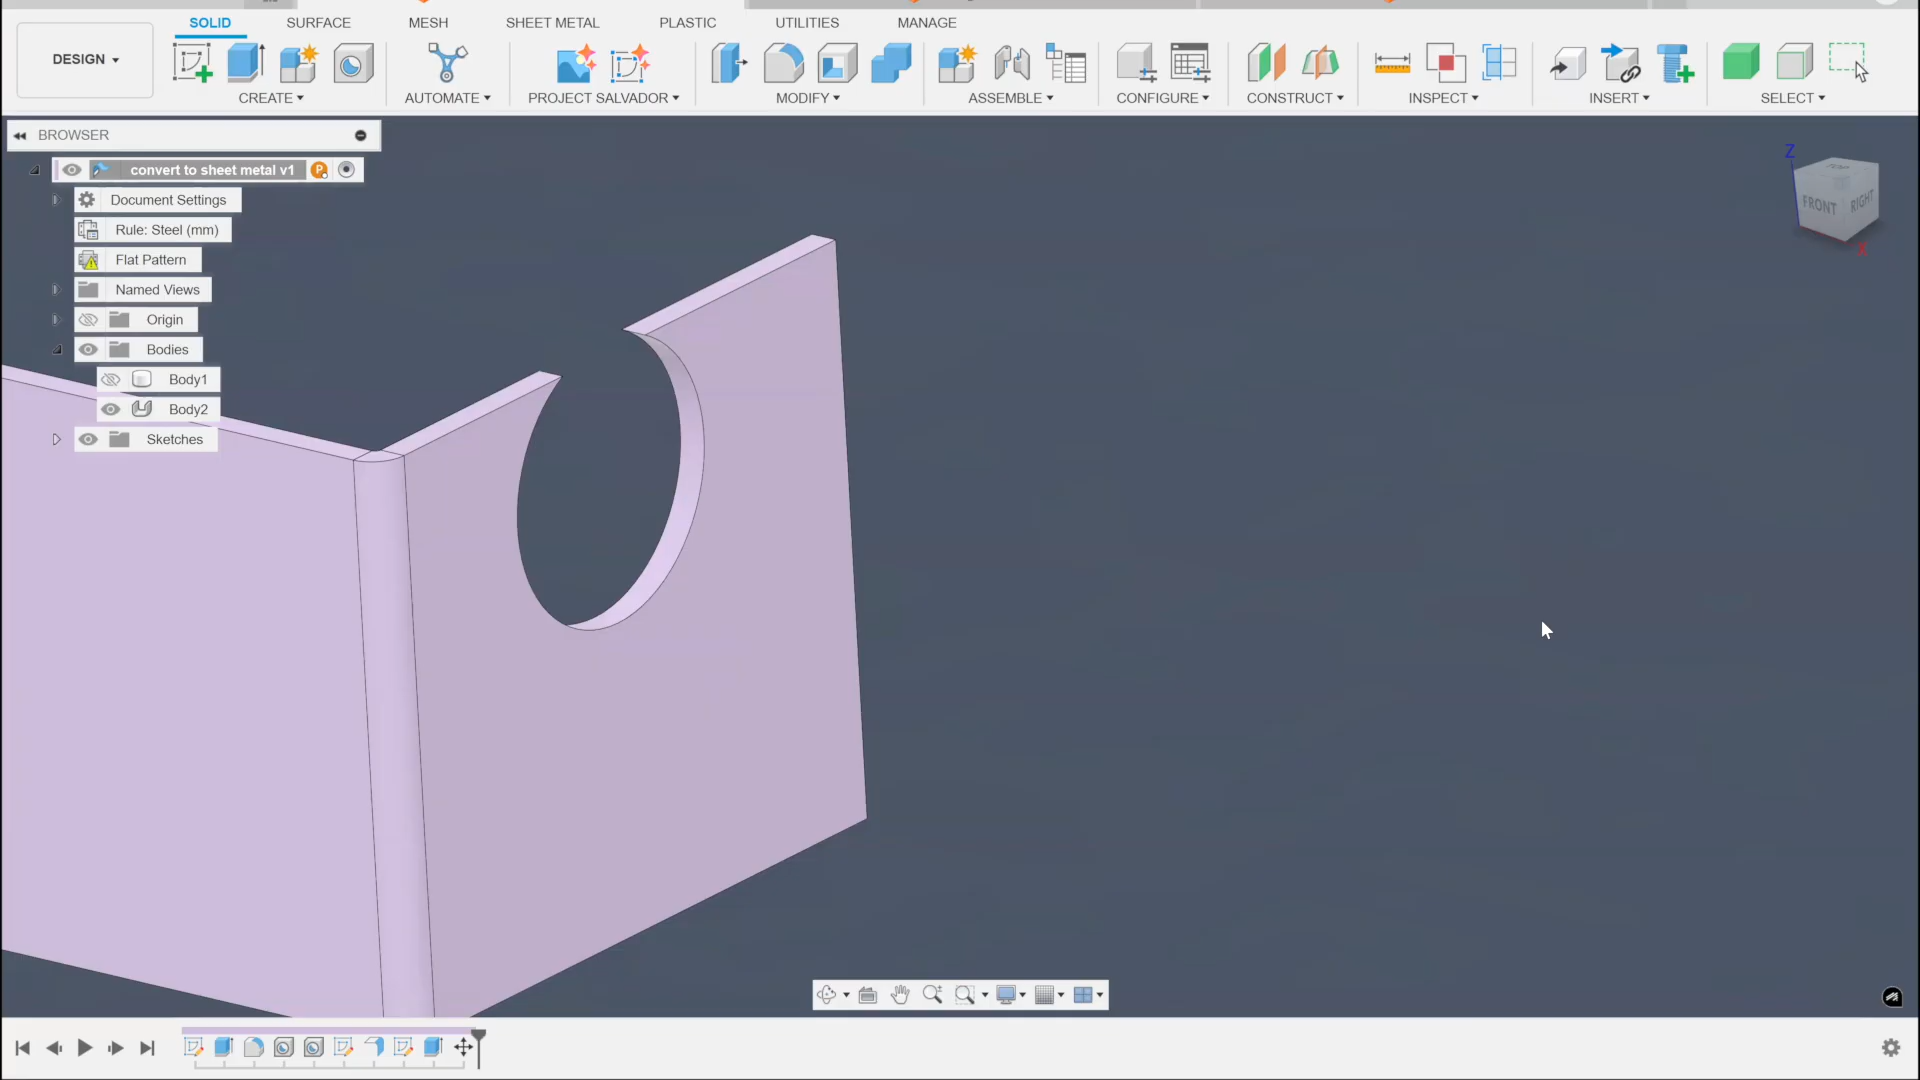 SOLID SURFACE MESH SHEET METAL PLASTIC UTILITIES MANAGE
DESIGN
CREATE AUTOMATE PROJECT SALVADOR MODIFY ASSEMBLE CONFIGURE CONSTRUCT INSPECT INSERT SELECT
BROWSER
convert to sheet metal v1
P
Document Settings
Rule: Steel (mm)
Flat Pattern
Named Views
Origin
Bodies
Body1
Body2
Sketches
Z
TOP
FRONT RIGHT
X